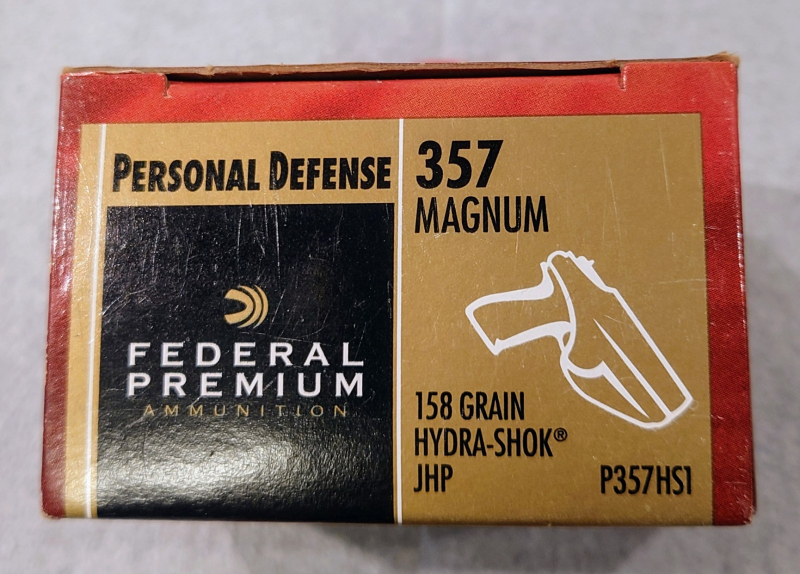 PERSONAL DEFENSE
FEDERAL
PREMIUM
AMMUNITION
357
MAGNUM
158 GRAIN
HYDRA-SHOK®
JHP
P357HS1